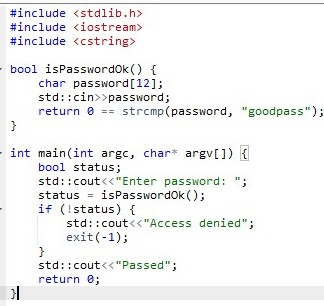 #include <stdlib.h>
#include <iostream>
#include <cstring>
bool isPasswordOk() {
char password[12];
std::cin>>password;
return 0 == strcmp(password, "goodpass");
}
int main(int argc, char* argv[]) {
bool status;
std::cout<<"Enter password: ";
status = isPasswordOk();
if (!status) {
std::cout<<"Access denied";
exit(-1);
}
std::cout<<"Passed";
return 0;
}